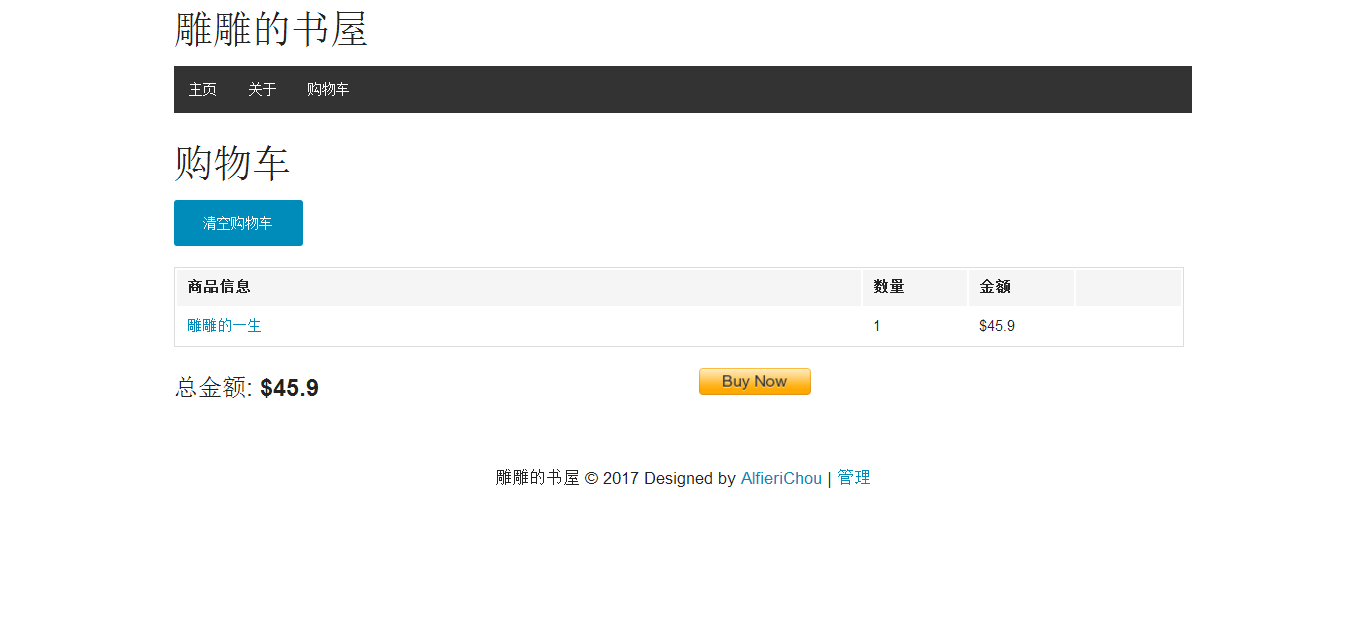 雕雕的书屋
主页 关于 购物车
购物车
清空购物车
商品信息 数量 金额
雕雕的一生 1 $45.9
总金额: $45.9 Buy Now
雕雕的书屋 © 2017 Designed by AlfieriChou | 管理